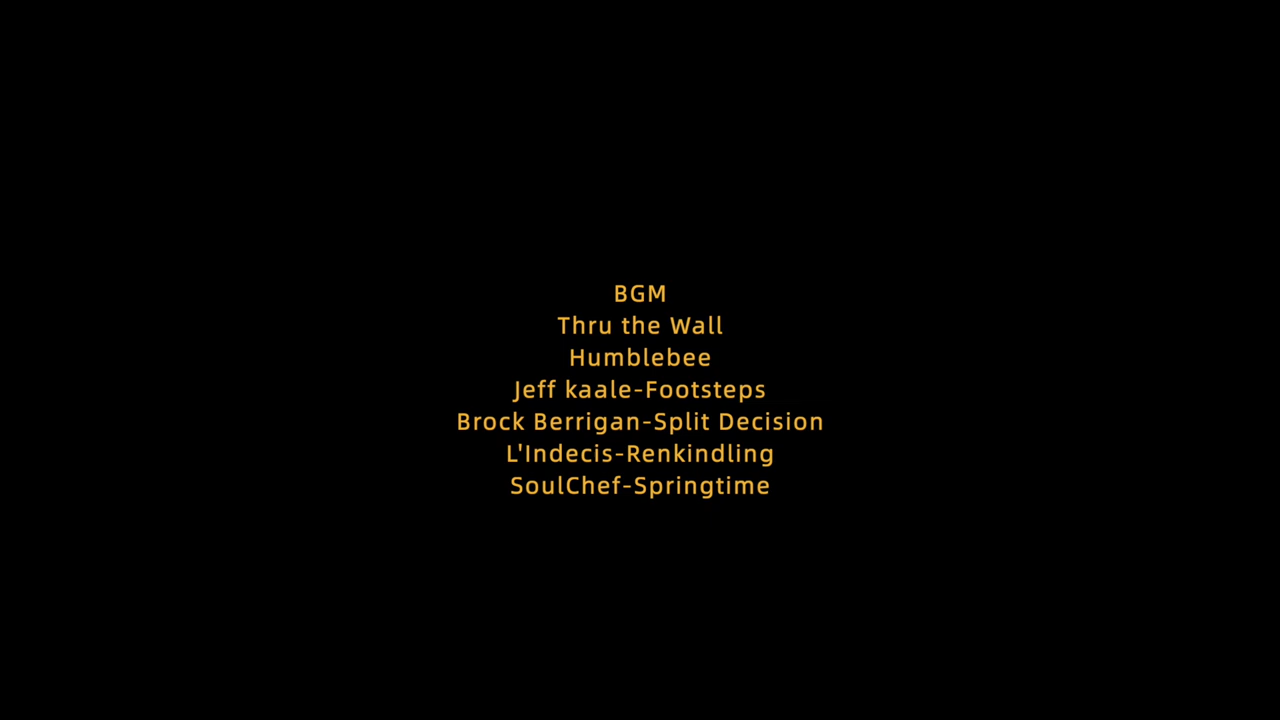 BGM
Thru the Wall
Humblebee
Jeff kaale-Footsteps
Brock Berrigan-Split Decision
L'Indecis-Renkindling
SoulChef-Springtime